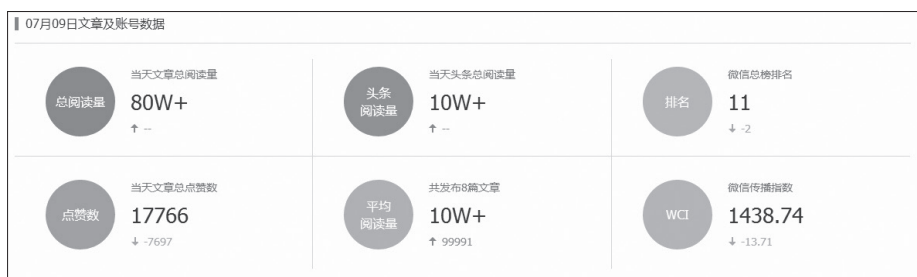 07月09日文章及账号数据
总阅读量
当天文章总阅读量
80W+
↑ --
头条
阅读量
当天头条总阅读量
10W+
↑ --
排名
微信总榜排名
11
↓ -2
点赞数
当天文章总点赞数
17766
↓ -7697
平均
阅读量
共发布8篇文章
10W+
↑ 99991
WCI
微信传播指数
1438.74
↓ -13.71